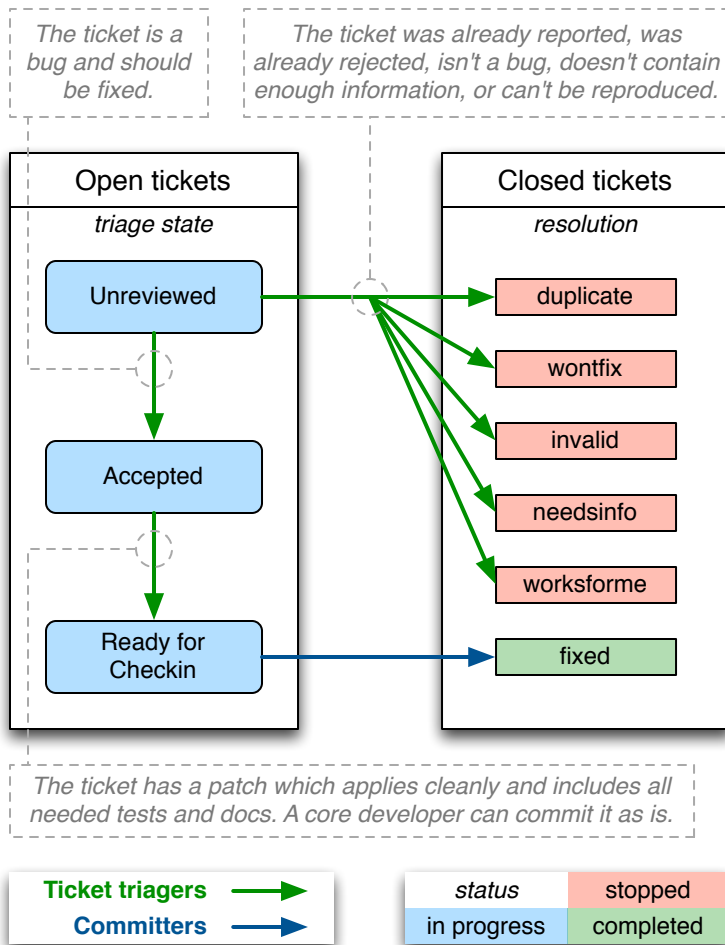 The ticket is a
bug and should
be fixed.
The ticket was already reported, was
already rejected, isn't a bug, doesn't contain
enough information, or can't be reproduced.
Open tickets
triage state
Unreviewed
Accepted
Ready for
Checkin
Closed tickets
resolution
duplicate
wontfix
invalid
needsinfo
worksforme
fixed
The ticket has a patch which applies cleanly and includes all
needed tests and docs. A core developer can commit it as is.
Ticket triagers
Committers
status
stopped
in progress
completed